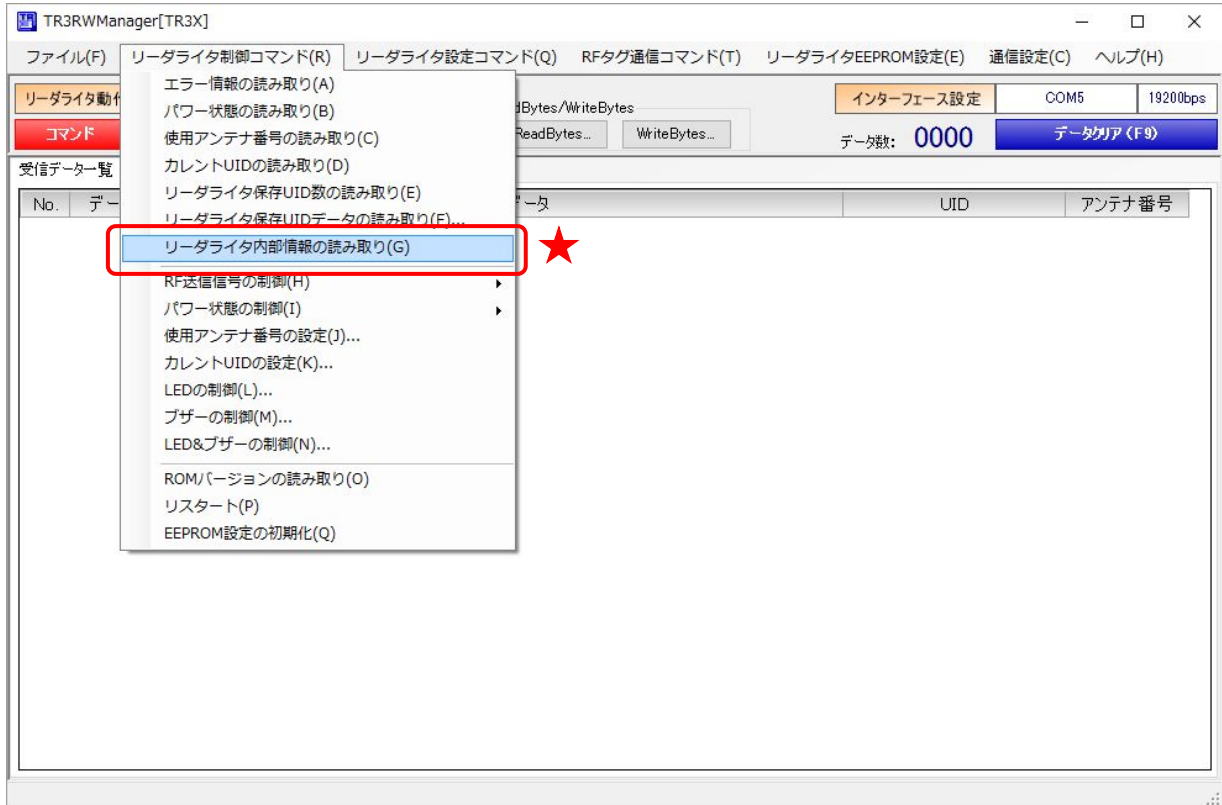 TR3RWManager[TR3X]
ファイル(F) リーダライタ制御コマンド(R) リーダライタ設定コマンド(Q) RFタグ通信コマンド(T) リーダライタEEPROM設定(E) 通信設定(C) ヘルプ(H)
リーダライタ動作
コマンド
dBytes/WriteBytes
ReadBytes... WriteBytes...
インターフェース設定 COM5 19200bps
データ数: 0000 データクリア (F9)
受信データ一覧
No. デー ータ UID アンテナ番号
エラー情報の読み取り(A)
パワー状態の読み取り(B)
使用アンテナ番号の読み取り(C)
カレントUIDの読み取り(D)
リーダライタ保存UID数の読み取り(E)
リーダライタ保存UIDデータの読み取り(F)...
リーダライタ内部情報の読み取り(G)
RF送信信号の制御(H)
パワー状態の制御(I)
使用アンテナ番号の設定(J)...
カレントUIDの設定(K)...
LEDの制御(L)...
ブザーの制御(M)...
LED&ブザーの制御(N)...
ROMバージョンの読み取り(O)
リスタート(P)
EEPROM設定の初期化(Q)